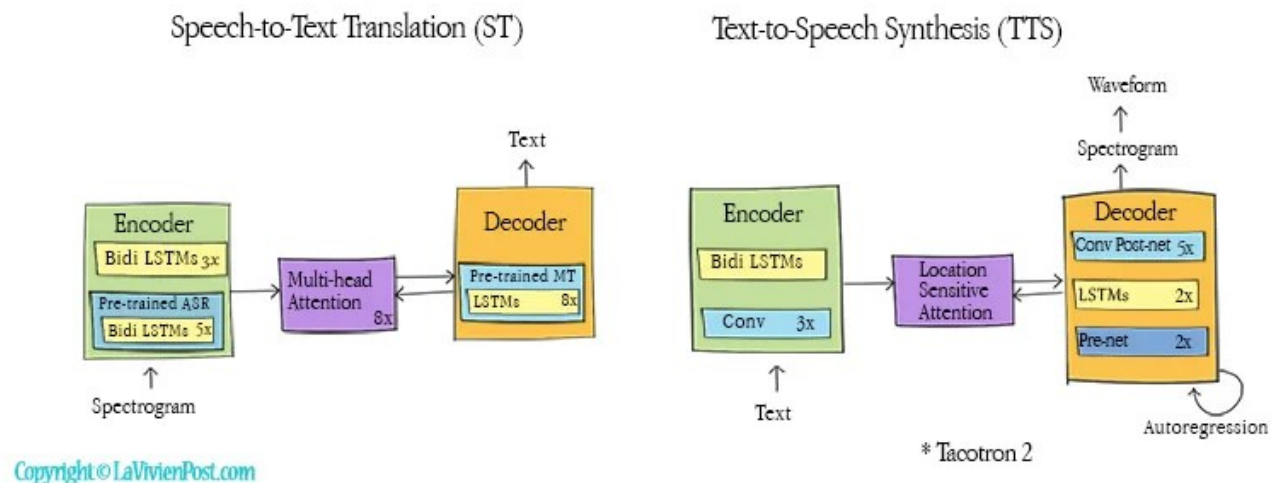 Speech-to-Text Translation (ST)
Text
Encoder
Bidi LSTMs 3x
Pre-trained ASR
Bidi LSTMs 5x
Spectrogram
Multi-head
Attention
8x
Decoder
Pre-trained MT
LSTMs 8x
Text-to-Speech Synthesis (TTS)
Waveform
Spectrogram
Encoder
Bidi LSTMs
Conv 3x
Text
Location
Sensitive
Attention
Decoder
Conv Post-net 5x
LSTMs 2x
Pre-net 2x
Autoregression
* Tacotron 2
Copyright © LaVivienPost.com